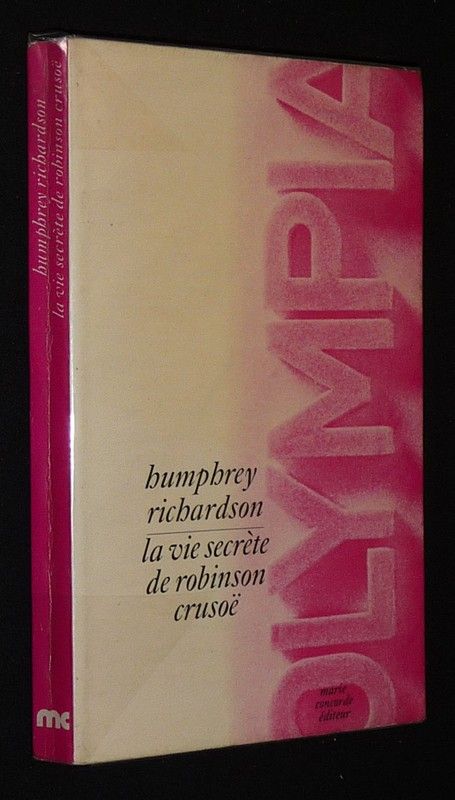 humphrey richardson
la vie secrète de robinson crusoë
mc
OLYMPIA
humphrey
richardson
la vie secrète
de robinson
crusoë
marie
concorde
éditeur